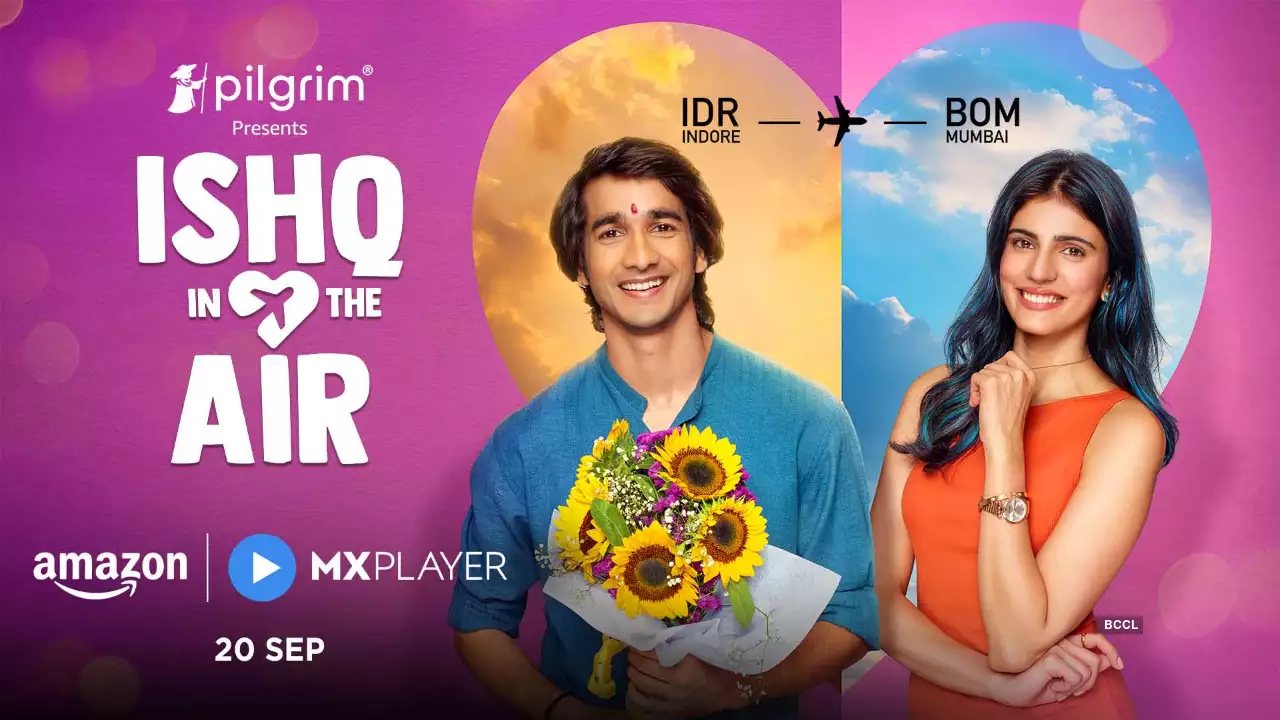 pilgrim®
Presents
ISHQ
IN THE
AIR
IDR
INDORE
BOM
MUMBAI
amazon
MXPLAYER
20 SEP
BCCL